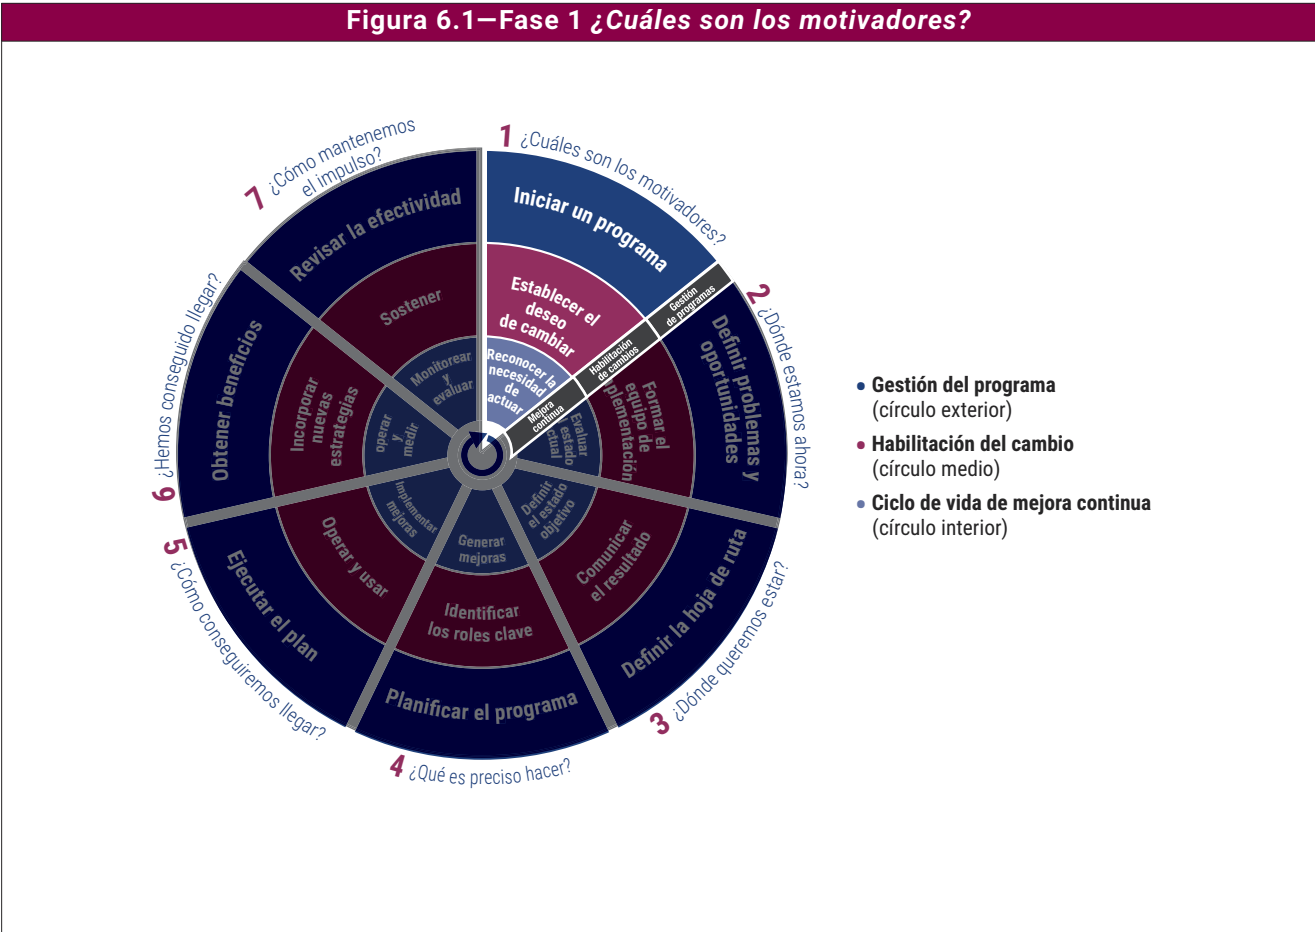 Figura 6.1—Fase 1 ¿Cuáles son los motivadores?
1 ¿Cuáles son los motivadores?
Iniciar un programa
Establecer el
deseo
de cambiar
Reconocer la
necesidad
de
actuar
Gestión
de programas
Habilitación
de cambios
Mejora
continua
2 ¿Dónde estamos ahora?
Definir problemas y
oportunidades
Formar el
equipo de
Evaluar
estado
3 ¿Dónde queremos estar?
Definir la hoja de ruta
Comunicar
el resultado
Definir
el estado
objetivo
4 ¿Qué es preciso hacer?
Planificar el programa
Identificar
los roles clave
Generar
mejoras
5 ¿Cómo conseguiremos llegar?
Ejecutar el plan
Operar y usar
Implementar
mejoras
6 ¿Hemos conseguido llegar?
Obtener beneficios
Incorporar
nuevas
estrategias
operar
y
medir
7 ¿Cómo mantenemos
el impulso?
Revisar la efectividad
Sostener
Monitorear
y
evaluar
• Gestión del programa
(círculo exterior)
• Habilitación del cambio
(círculo medio)
• Ciclo de vida de mejora continua
(círculo interior)